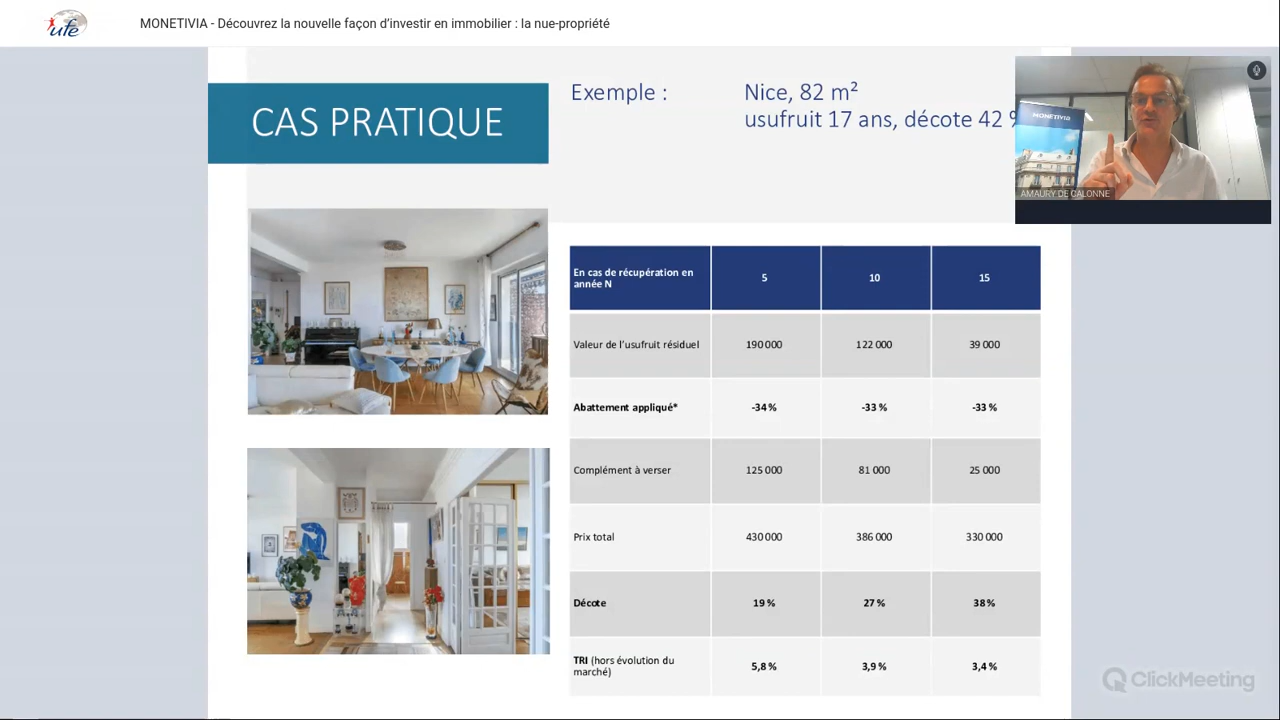 ufe
MONETIVIA - Découvrez la nouvelle façon d'investir en immobilier : la nue-propriété
CAS PRATIQUE
Exemple : Nice, 82 m²
usufruit 17 ans, décote 42 %
MONETIVIA
AMAURY DE CALONNE
En cas de récupération en
année N 5 10 15
Valeur de l'usufruit résiduel 190 000 122 000 39 000
Abattement appliqué* -34 % -33 % -33 %
Complément à verser 125 000 81 000 25 000
Prix total 430 000 386 000 330 000
Décote 19 % 27 % 38 %
TRI (hors évolution du
marché) 5,8 % 3,9 % 3,4 %
ClickMeeting